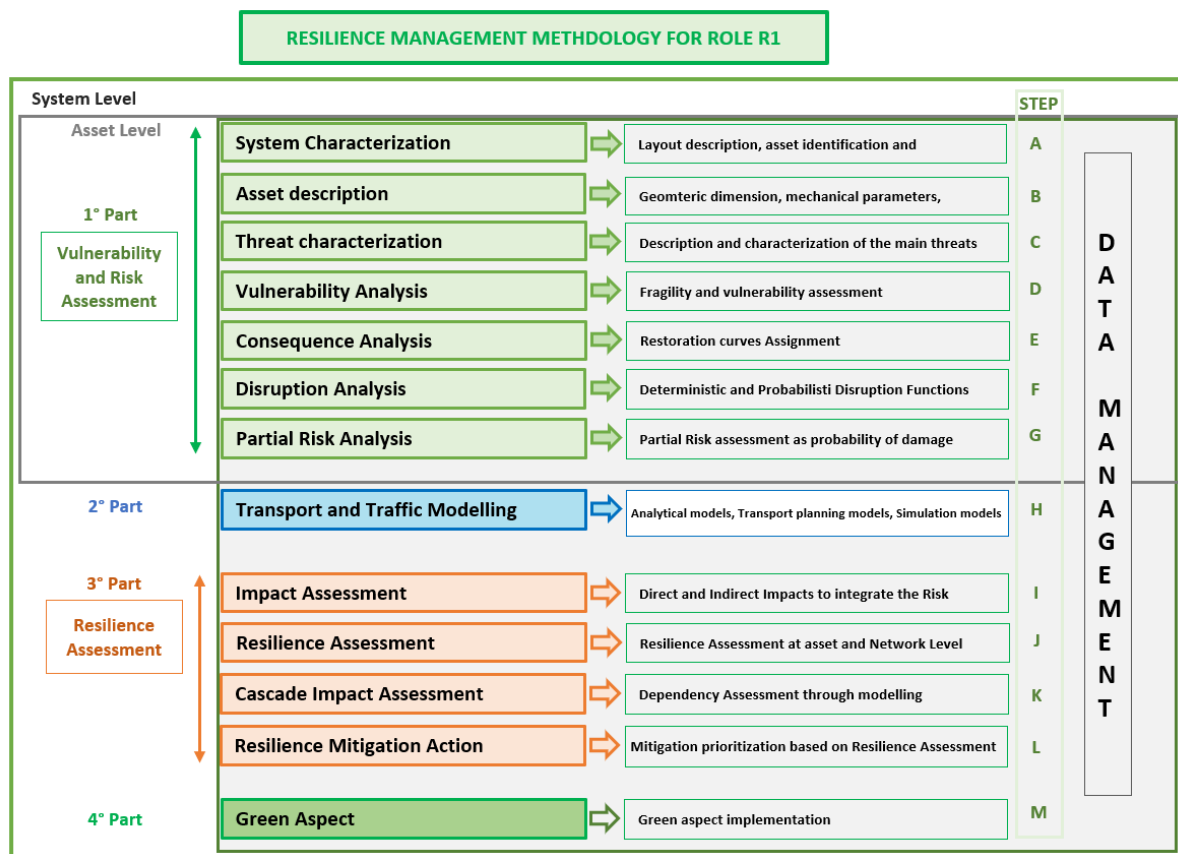 RESILIENCE MANAGEMENT METHDOLOGY FOR ROLE R1
System Level
STEP
Asset Level
System Characterization
Layout description, asset identification and
A
Asset description
Geomteric dimension, mechanical parameters,
B
1° Part
Vulnerability
and Risk
Assessment
Threat characterization
Description and characterization of the main threats
C
Vulnerability Analysis
Fragility and vulnerability assessment
D
Consequence Analysis
Restoration curves Assignment
E
Disruption Analysis
Deterministic and Probabilisti Disruption Functions
F
Partial Risk Analysis
Partial Risk assessment as probability of damage
G
2° Part
Transport and Traffic Modelling
Analytical models, Transport planning models, Simulation models
H
3° Part
Resilience
Assessment
Impact Assessment
Direct and Indirect Impacts to integrate the Risk
I
Resilience Assessment
Resilience Assessment at asset and Network Level
J
Cascade Impact Assessment
Dependency Assessment through modelling
K
Resilience Mitigation Action
Mitigation prioritization based on Resilience Assessment
L
4° Part
Green Aspect
Green aspect implementation
M
DATA MANAGEMENT